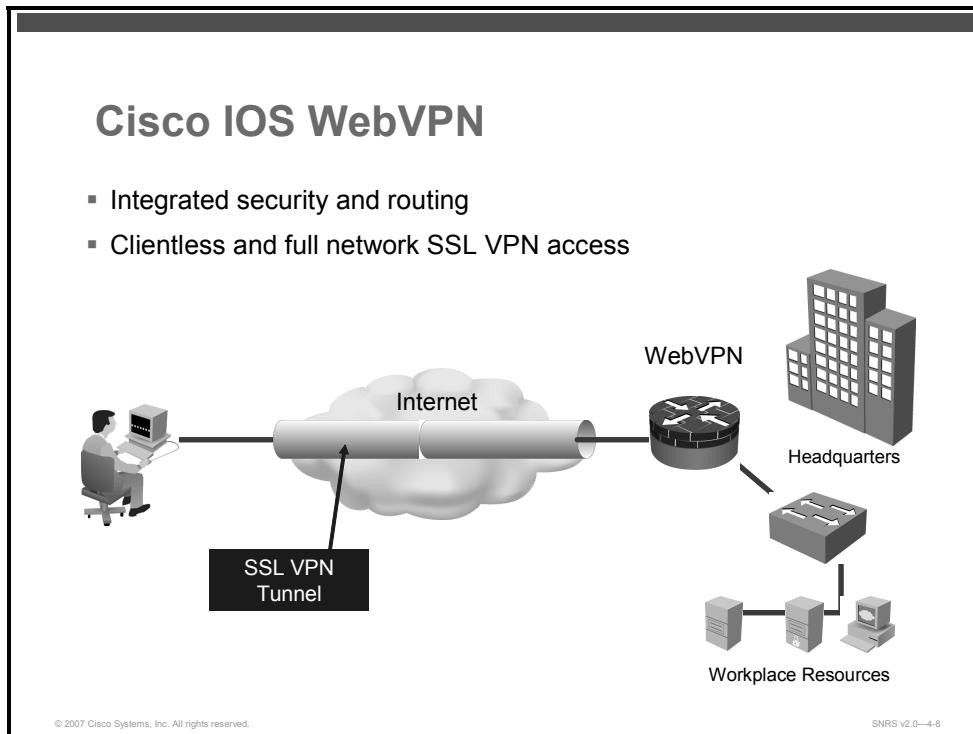 Cisco IOS WebVPN
▪ Integrated security and routing
▪ Clientless and full network SSL VPN access
WebVPN
Internet
Headquarters
SSL VPN
Tunnel
Workplace Resources
© 2007 Cisco Systems, Inc. All rights reserved.
SNRS v2.0—4-8